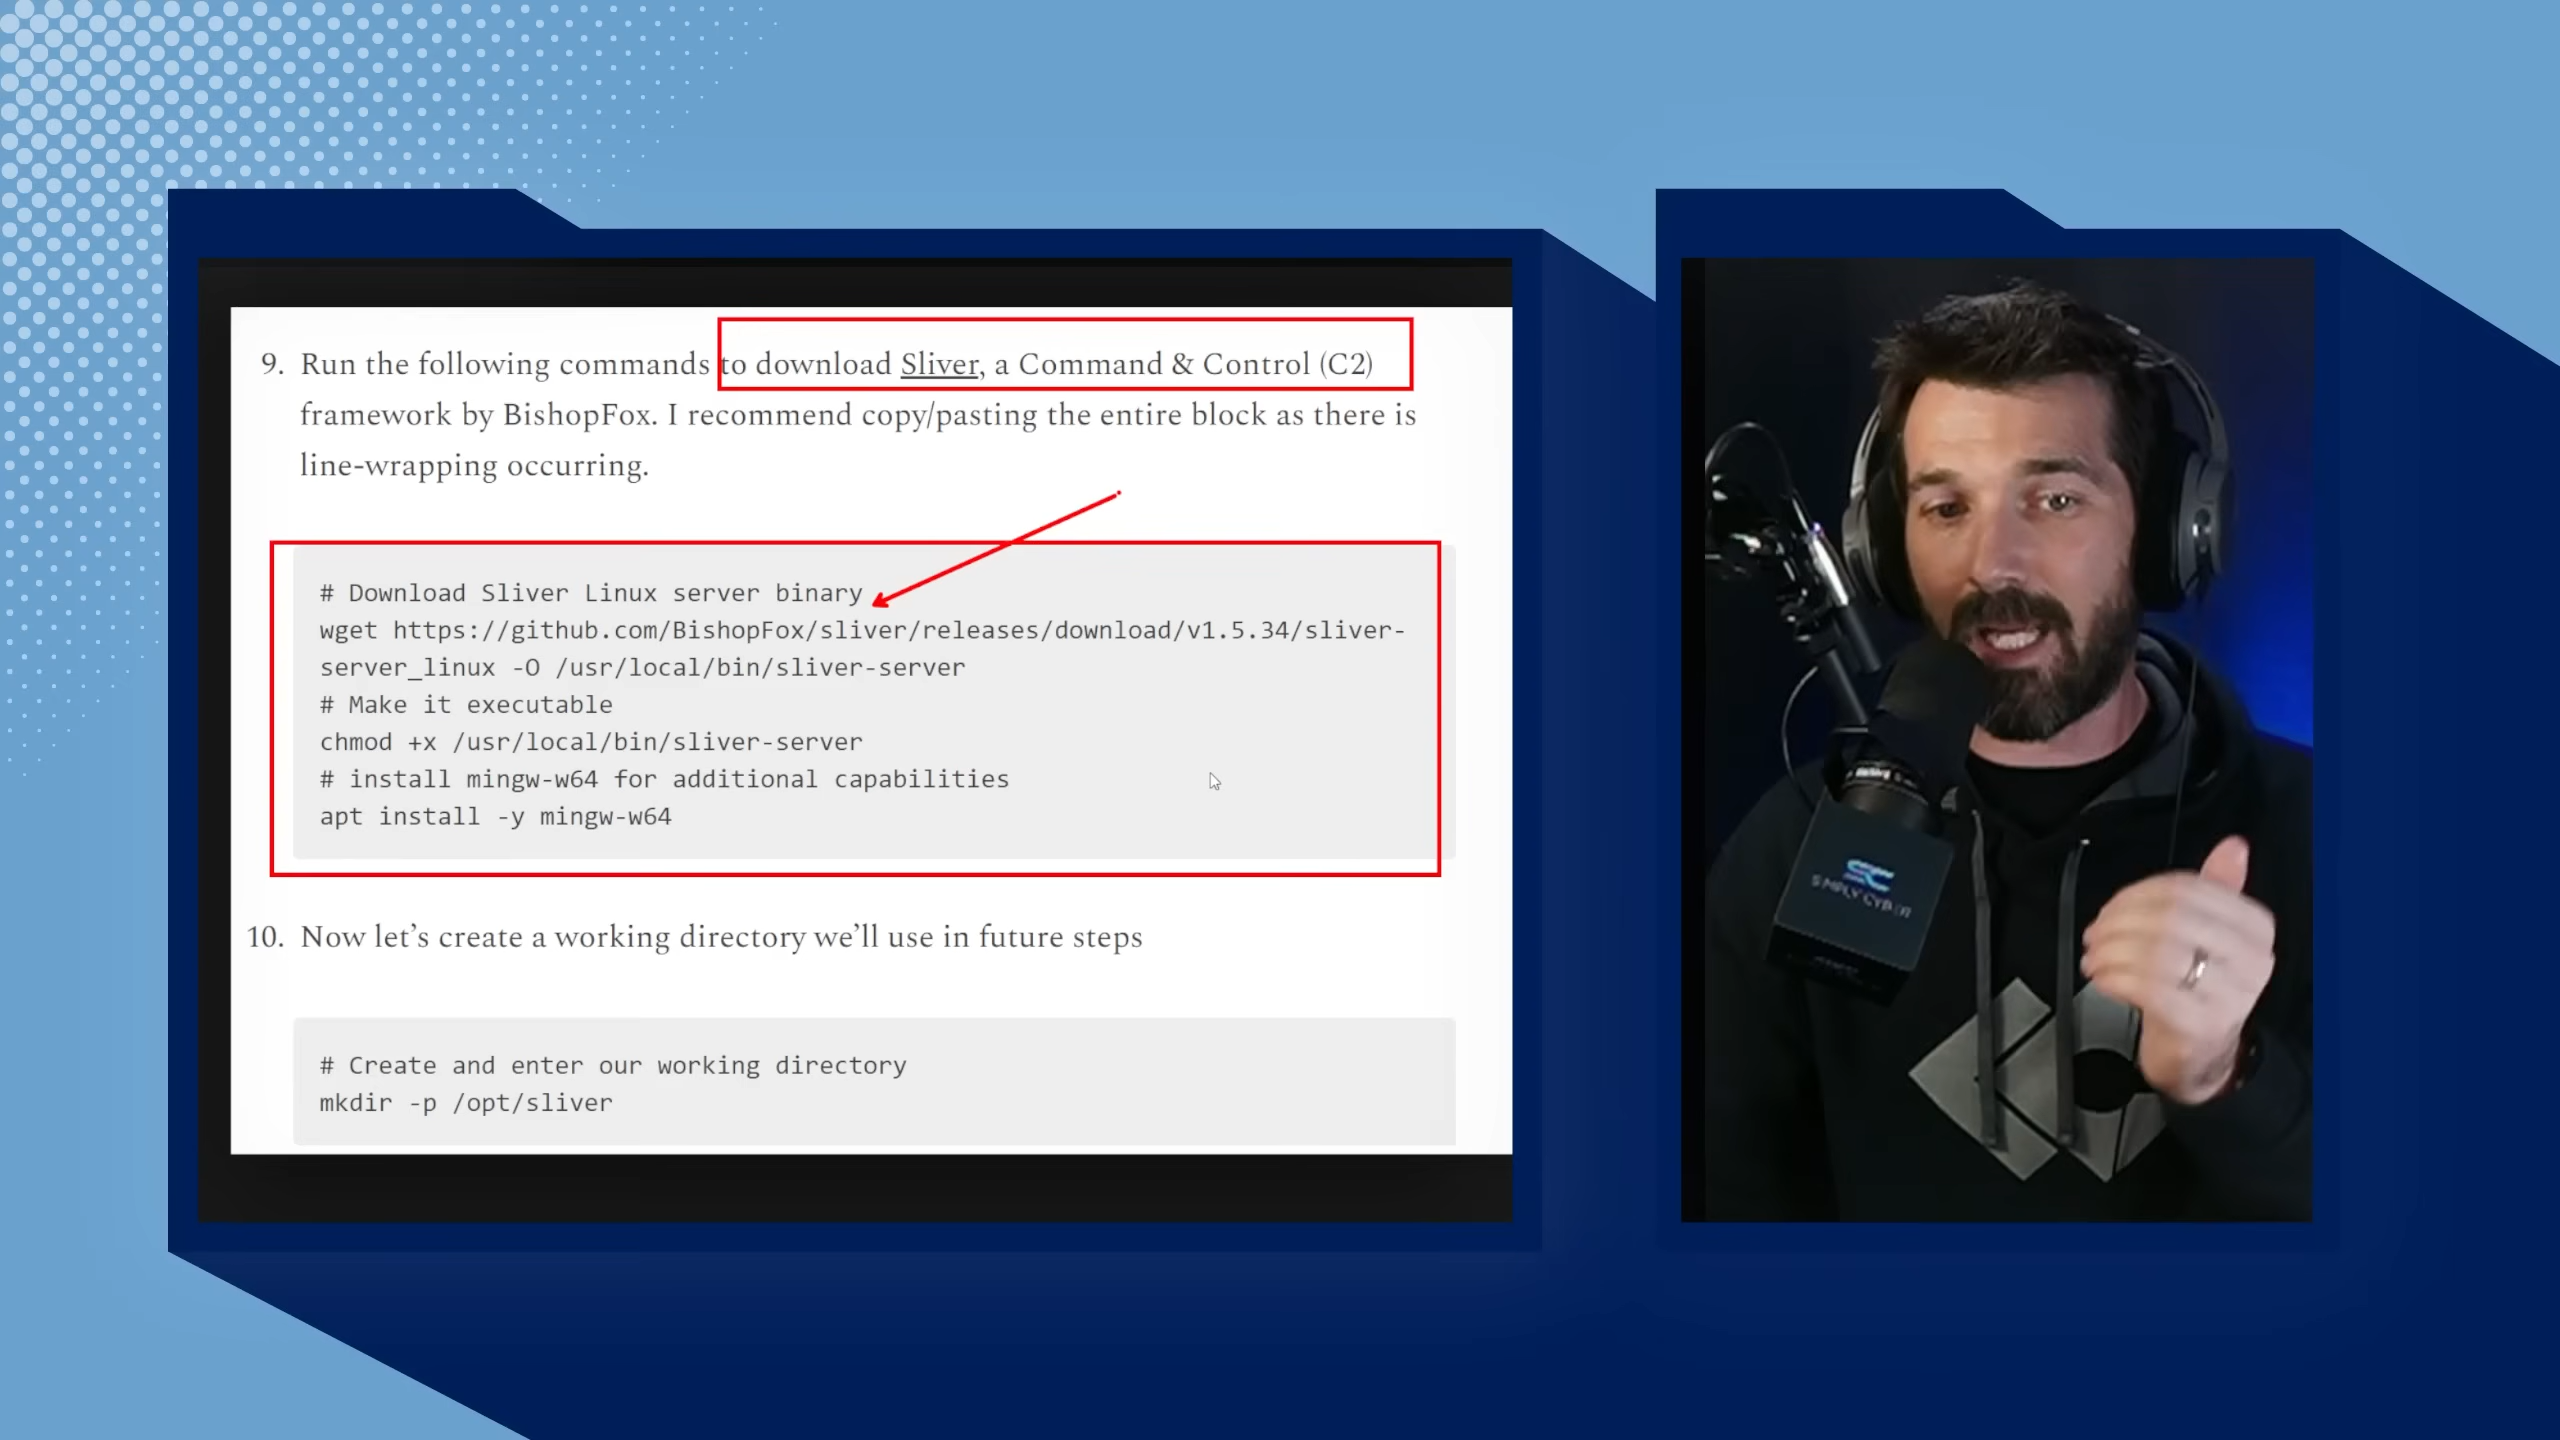 9. Run the following commands to download Sliver, a Command & Control (C2)
framework by BishopFox. I recommend copy/pasting the entire block as there is
line-wrapping occurring.
# Download Sliver Linux server binary
wget https://github.com/BishopFox/sliver/releases/download/v1.5.34/sliver-
server_linux -O /usr/local/bin/sliver-server
# Make it executable
chmod +x /usr/local/bin/sliver-server
# install mingw-w64 for additional capabilities
apt install -y mingw-w64
10. Now let’s create a working directory we’ll use in future steps
# Create and enter our working directory
mkdir -p /opt/sliver
SIMPLY CYBER